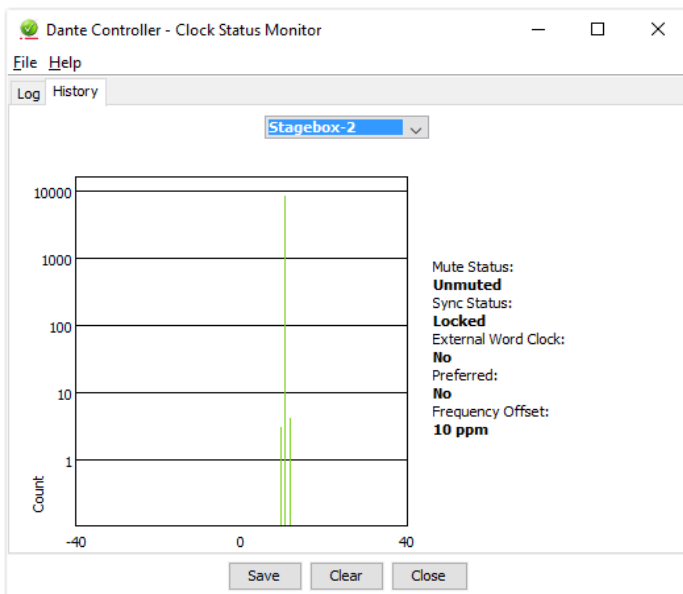 Dante Controller - Clock Status Monitor
File Help
Log History
Stagebox-2
10000
1000
100
10
1
Count
-40 0 40
Mute Status:
Unmuted
Sync Status:
Locked
External Word Clock:
No
Preferred:
No
Frequency Offset:
10 ppm
Save Clear Close